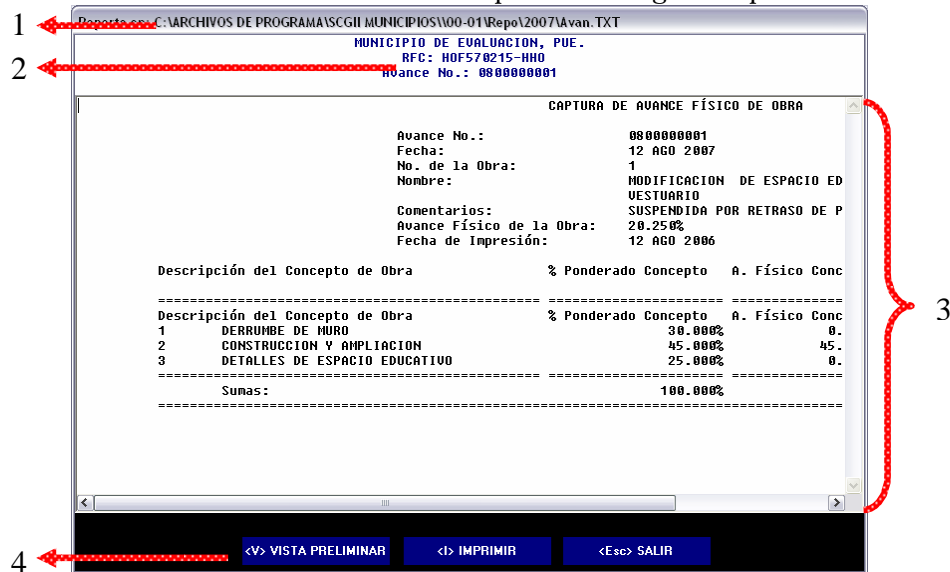 1
Reporte en: C:\ARCHIVOS DE PROGRAMA\SCGII MUNICIPIOS\\00-01\Repo\2007\Avan.TXT
MUNICIPIO DE EVALUACION, PUE.
RFC: HOF570215-HH0
2
Avance No.: 0800000001
CAPTURA DE AVANCE FÍSICO DE OBRA
Avance No.: 0800000001
Fecha: 12 AGO 2007
No. de la Obra: 1
Nombre: MODIFICACION DE ESPACIO ED
VESTUARIO
Comentarios: SUSPENDIDA POR RETRASO DE P
Avance Físico de la Obra: 20.250%
Fecha de Impresión: 12 AGO 2006
Descripción del Concepto de Obra % Ponderado Concepto A. Físico Conc
Descripción del Concepto de Obra % Ponderado Concepto A. Físico Conc
3
1 DERRUMBE DE MURO 30.000% 0.
2 CONSTRUCCION Y AMPLIACION 45.000% 45.
3 DETALLES DE ESPACIO EDUCATIVO 25.000% 0.
Sumas: 100.000%
4
<V> VISTA PRELIMINAR <I> IMPRIMIR <Esc> SALIR